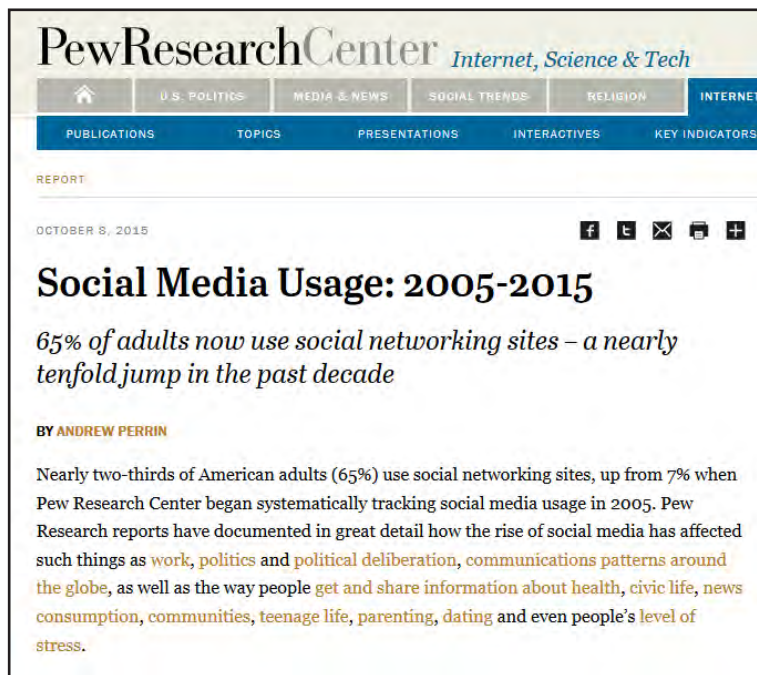 PewResearchCenter Internet, Science & Tech
U.S. POLITICS MEDIA & NEWS SOCIAL TRENDS RELIGION INTERNET
PUBLICATIONS TOPICS PRESENTATIONS INTERACTIVES KEY INDICATORS
REPORT
OCTOBER 8, 2015
Social Media Usage: 2005-2015
65% of adults now use social networking sites – a nearly
tenfold jump in the past decade
BY ANDREW PERRIN
Nearly two-thirds of American adults (65%) use social networking sites, up from 7% when
Pew Research Center began systematically tracking social media usage in 2005. Pew
Research reports have documented in great detail how the rise of social media has affected
such things as work, politics and political deliberation, communications patterns around
the globe, as well as the way people get and share information about health, civic life, news
consumption, communities, teenage life, parenting, dating and even people's level of
stress.